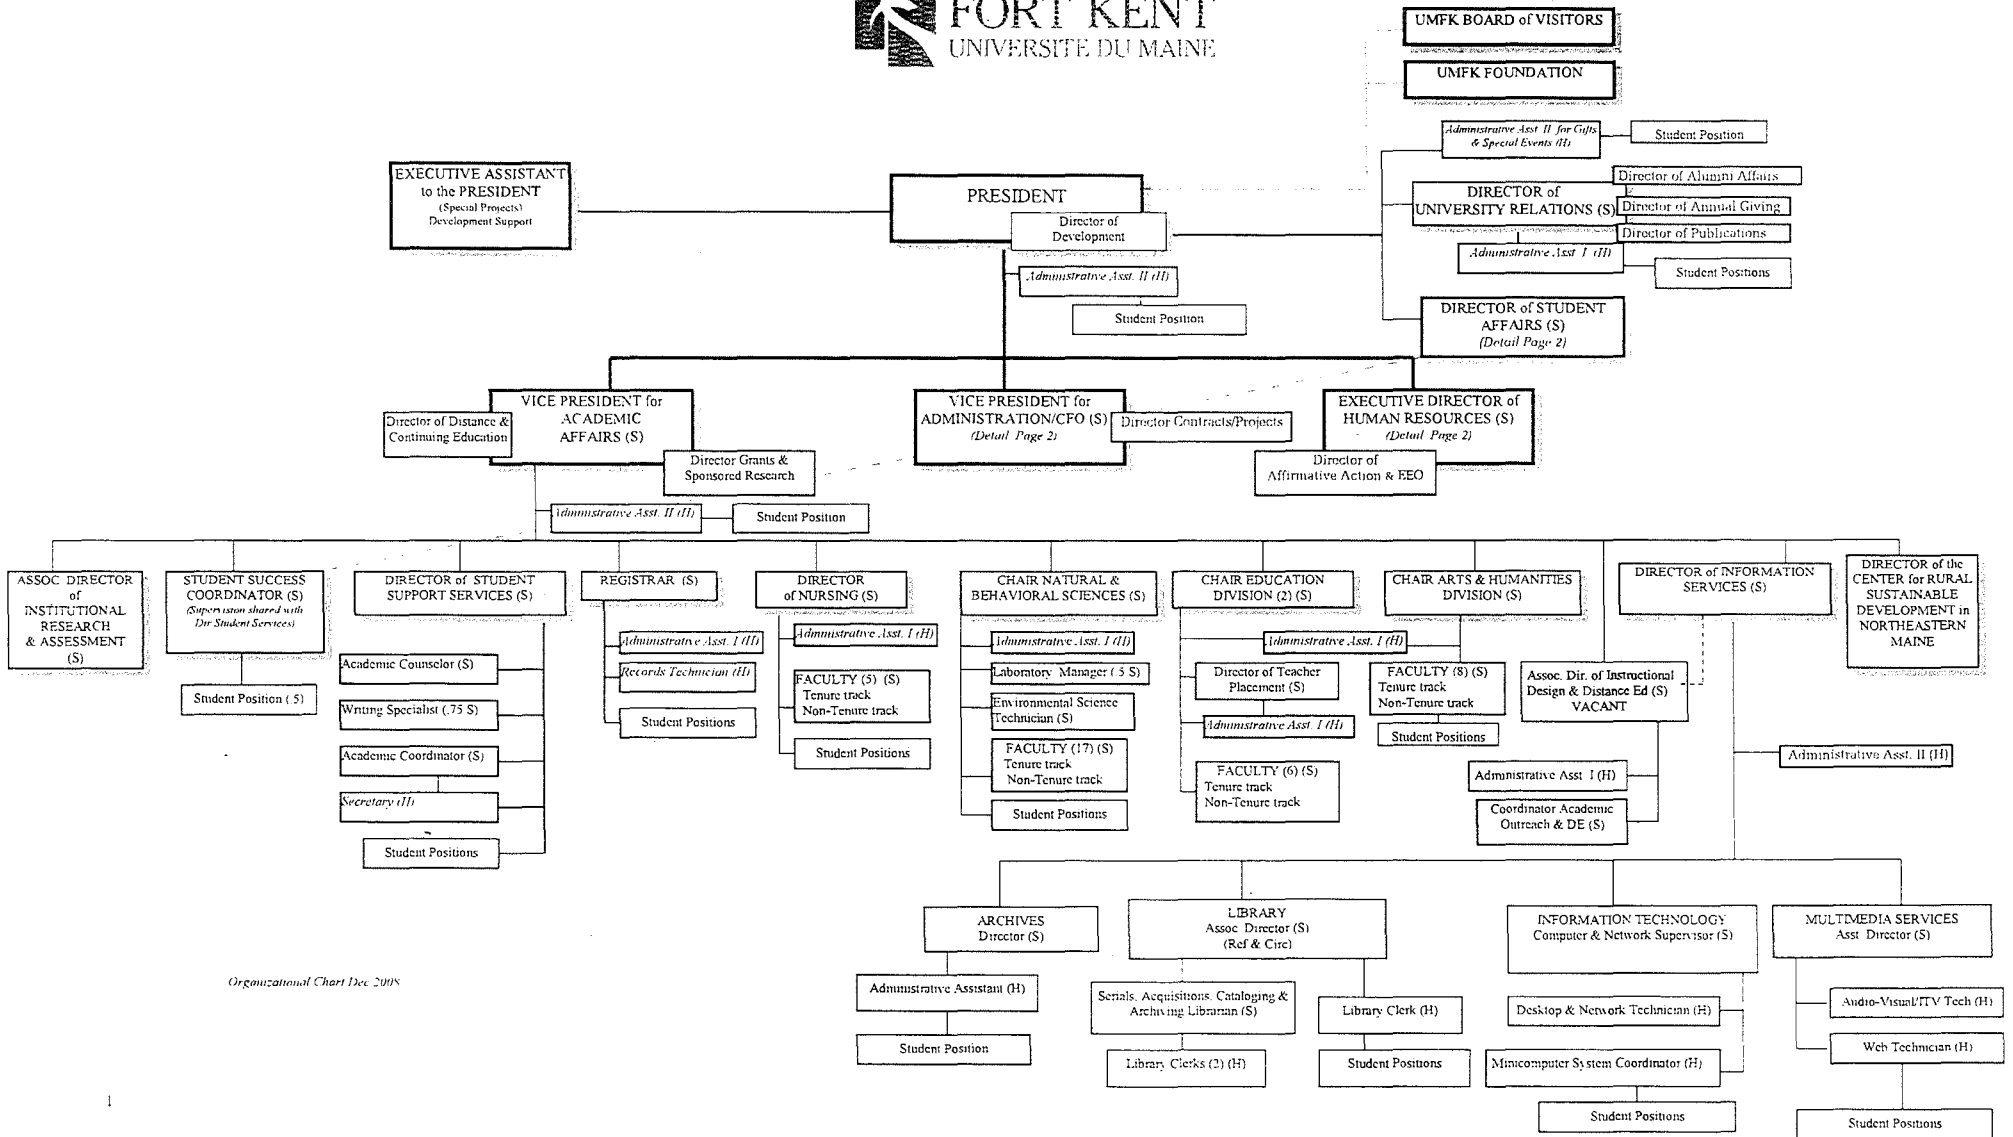 FORT KENT
UNIVERSITE DU MAINE
UMFK BOARD of VISITORS
UMFK FOUNDATION
Administrative Asst II for Gifts
& Special Events (H)
Student Position
EXECUTIVE ASSISTANT
to the PRESIDENT
(Special Projects)
Development Support
PRESIDENT
Director of
Development
Director of Alumni Affairs
DIRECTOR of
UNIVERSITY RELATIONS (S)
Director of Annual Giving
Director of Publications
Administrative Asst I (H)
Student Positions
Administrative Asst. II (H)
Student Position
DIRECTOR of STUDENT
AFFAIRS (S)
(Detail Page 2)
VICE PRESIDENT for
ACADEMIC
AFFAIRS (S)
Director of Distance &
Continuing Education
Director Grants &
Sponsored Research
VICE PRESIDENT for
ADMINISTRATION/CFO (S)
(Detail Page 2)
Director Contracts/Projects
EXECUTIVE DIRECTOR of
HUMAN RESOURCES (S)
(Detail Page 2)
Director of
Affirmative Action & EEO
Administrative Asst. II (H)
Student Position
ASSOC DIRECTOR
of
INSTITUTIONAL
RESEARCH
& ASSESSMENT
(S)
STUDENT SUCCESS
COORDINATOR (S)
(Supervision shared with
Dir Student Services)
Student Position (.5)
DIRECTOR of STUDENT
SUPPORT SERVICES (S)
Academic Counselor (S)
Writing Specialist (.75 S)
Academic Coordinator (S)
Secretary (H)
Student Positions
REGISTRAR (S)
Administrative Asst. I (H)
Records Technician (H)
Student Positions
DIRECTOR
of NURSING (S)
Administrative Asst. I (H)
FACULTY (5) (S)
Tenure track
Non-Tenure track
Student Positions
CHAIR NATURAL &
BEHAVIORAL SCIENCES (S)
Administrative Asst. I (H)
Laboratory Manager (.5 S)
Environmental Science
Technician (S)
FACULTY (17) (S)
Tenure track
Non-Tenure track
Student Positions
CHAIR EDUCATION
DIVISION (2) (S)
Administrative Asst. I (H)
Director of Teacher
Placement (S)
Administrative Asst. I (H)
FACULTY (6) (S)
Tenure track
Non-Tenure track
CHAIR ARTS & HUMANITIES
DIVISION (S)
FACULTY (8) (S)
Tenure track
Non-Tenure track
Student Positions
Assoc. Dir. of Instructional
Design & Distance Ed (S)
VACANT
Administrative Asst I (H)
Coordinator Academic
Outreach & DE (S)
DIRECTOR of INFORMATION
SERVICES (S)
Administrative Asst. II (H)
DIRECTOR of the
CENTER for RURAL
SUSTAINABLE
DEVELOPMENT in
NORTHEASTERN
MAINE
ARCHIVES
Director (S)
Administrative Assistant (H)
Student Position
LIBRARY
Assoc Director (S)
(Ref & Circ)
Serials, Acquisitions, Cataloging &
Archiving Librarian (S)
Library Clerks (2) (H)
Library Clerk (H)
Student Positions
INFORMATION TECHNOLOGY
Computer & Network Supervisor (S)
Desktop & Network Technician (H)
Minicomputer System Coordinator (H)
Student Positions
MULTIMEDIA SERVICES
Asst Director (S)
Audio-Visual/ITV Tech (H)
Web Technician (H)
Student Positions
Organizational Chart Dec 2008
1